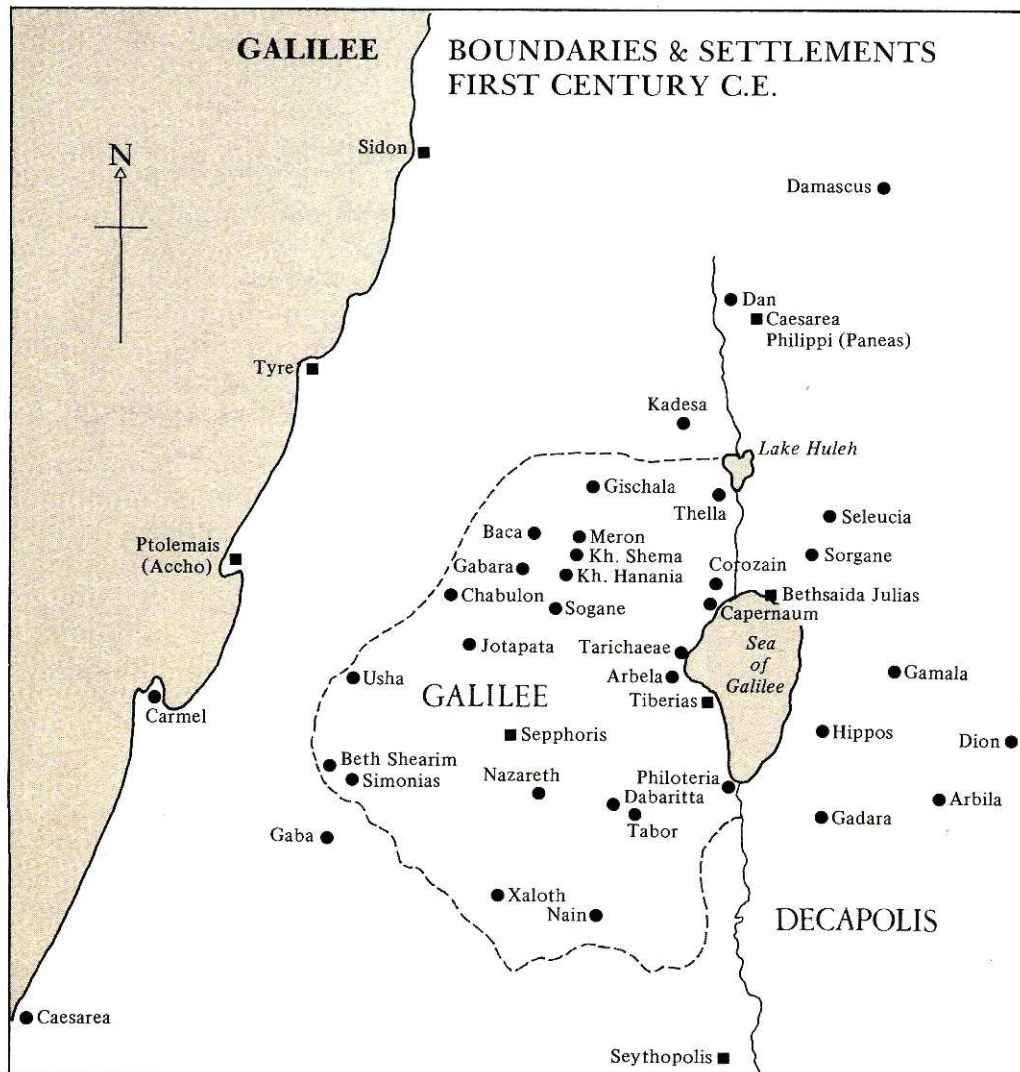 GALILEE
BOUNDARIES & SETTLEMENTS
FIRST CENTURY C.E.
N
Sidon
Damascus
Dan
Caesarea
Philippi (Paneas)
Tyre
Kadesa
Lake Huleh
Gischala
Thella
Seleucia
Baca
Meron
Ptolemais
(Accho)
Kh. Shema
Sorgane
Gabara
Kh. Hanania
Corozain
Chabulon
Bethsaida Julias
Sogane
Capernaum
Jotapata
Tarichaeae
Sea
of
Galilee
Usha
Arbela
Gamala
GALILEE
Tiberias
Carmel
Sepphoris
Hippos
Dion
Beth Shearim
Simonias
Nazareth
Philoteria
Dabaritta
Arbila
Tabor
Gadara
Gaba
Xaloth
Nain
DECAPOLIS
Caesarea
Seythopolis